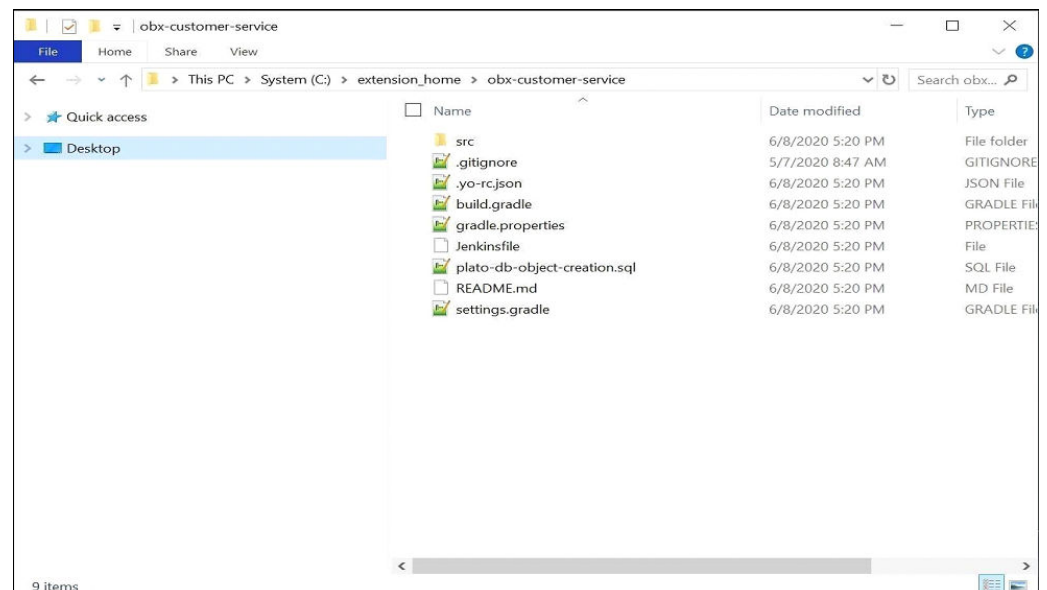 obx-customer-service
File Home Share View
> This PC > System (C:) > extension_home > obx-customer-service Search obx...
Quick access
Desktop
Name Date modified Type
src 6/8/2020 5:20 PM File folder
.gitignore 5/7/2020 8:47 AM GITIGNORE
.yo-rc.json 6/8/2020 5:20 PM JSON File
build.gradle 6/8/2020 5:20 PM GRADLE Fil
gradle.properties 6/8/2020 5:20 PM PROPERTIES
Jenkinsfile 6/8/2020 5:20 PM File
plato-db-object-creation.sql 6/8/2020 5:20 PM SQL File
README.md 6/8/2020 5:20 PM MD File
settings.gradle 6/8/2020 5:20 PM GRADLE Fil
9 items